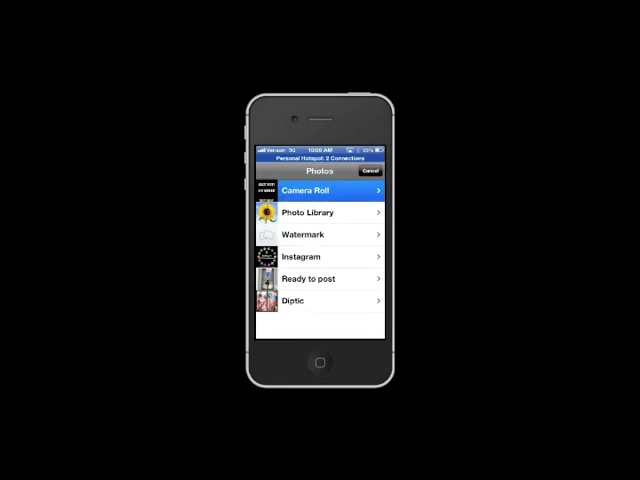 Verizon 3G 10:00 AM 23%
Personal Hotspot: 2 Connections
Photos Cancel
Camera Roll
Photo Library
Watermark
Instagram
Ready to post
Diptic